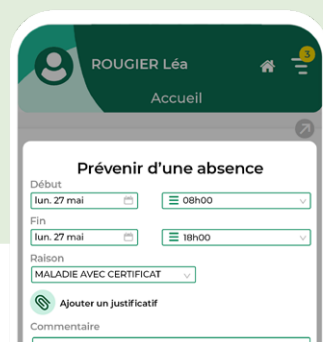 ROUGIER Léa
3
Accueil
Prévenir d'une absence
Début
lun. 27 mai
08h00
Fin
lun. 27 mai
18h00
Raison
MALADIE AVEC CERTIFICAT
Ajouter un justificatif
Commentaire